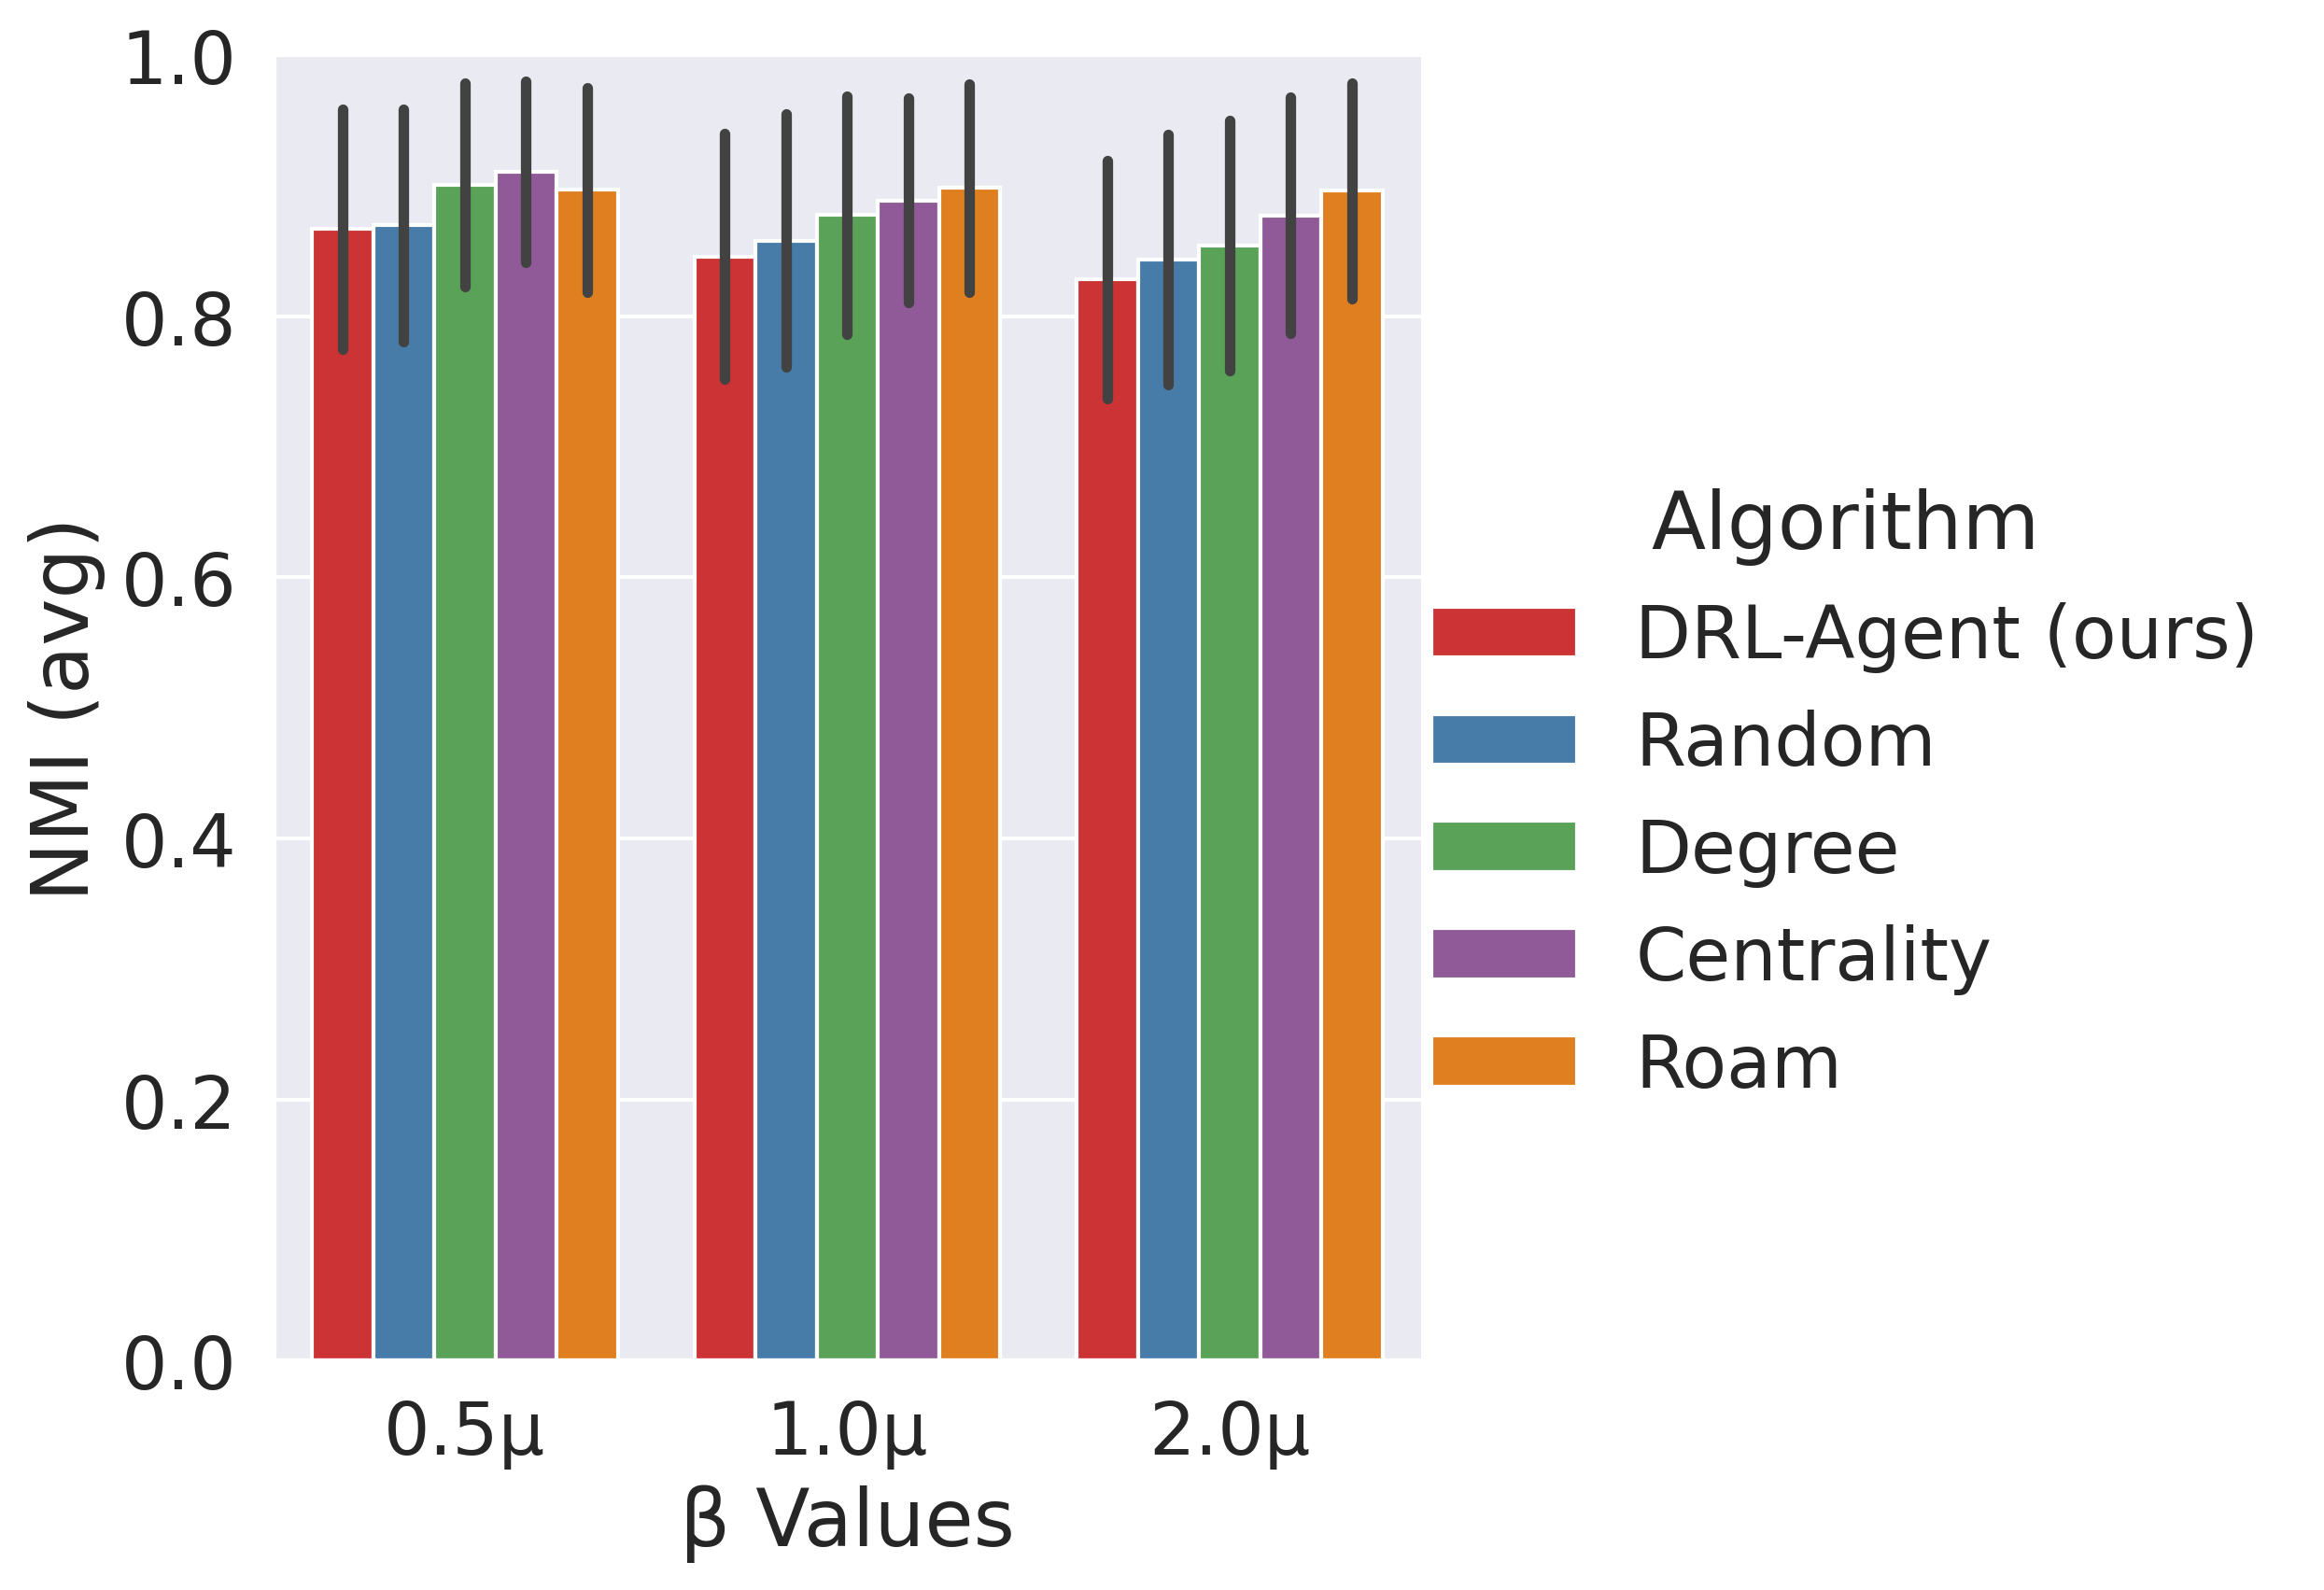 1.0
0.8
0.6
0.4
0.2
0.0
NMI (avg)
0.5μ 1.0μ 2.0μ
β Values
Algorithm
DRL-Agent (ours)
Random
Degree
Centrality
Roam